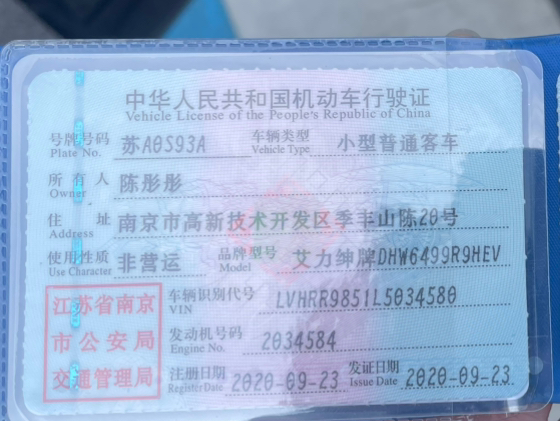 中华人民共和国机动车行驶证
Vehicle License of the People's Republic of China
号牌号码 苏A0S93A 车辆类型 小型普通客车
Plate No. Vehicle Type
所有人 陈彤彤
Owner
住址 南京市高新技术开发区季丰山陈20号
Address
使用性质 非营运 品牌型号 艾力绅牌DHW6499R9HEV
Use Character Model
江苏省南京市公安局交通管理局
车辆识别代号 LVHRR9851L5034580
VIN
发动机号码 2034584
Engine No.
注册日期 2020-09-23 发证日期 2020-09-23
Register Date Issue Date